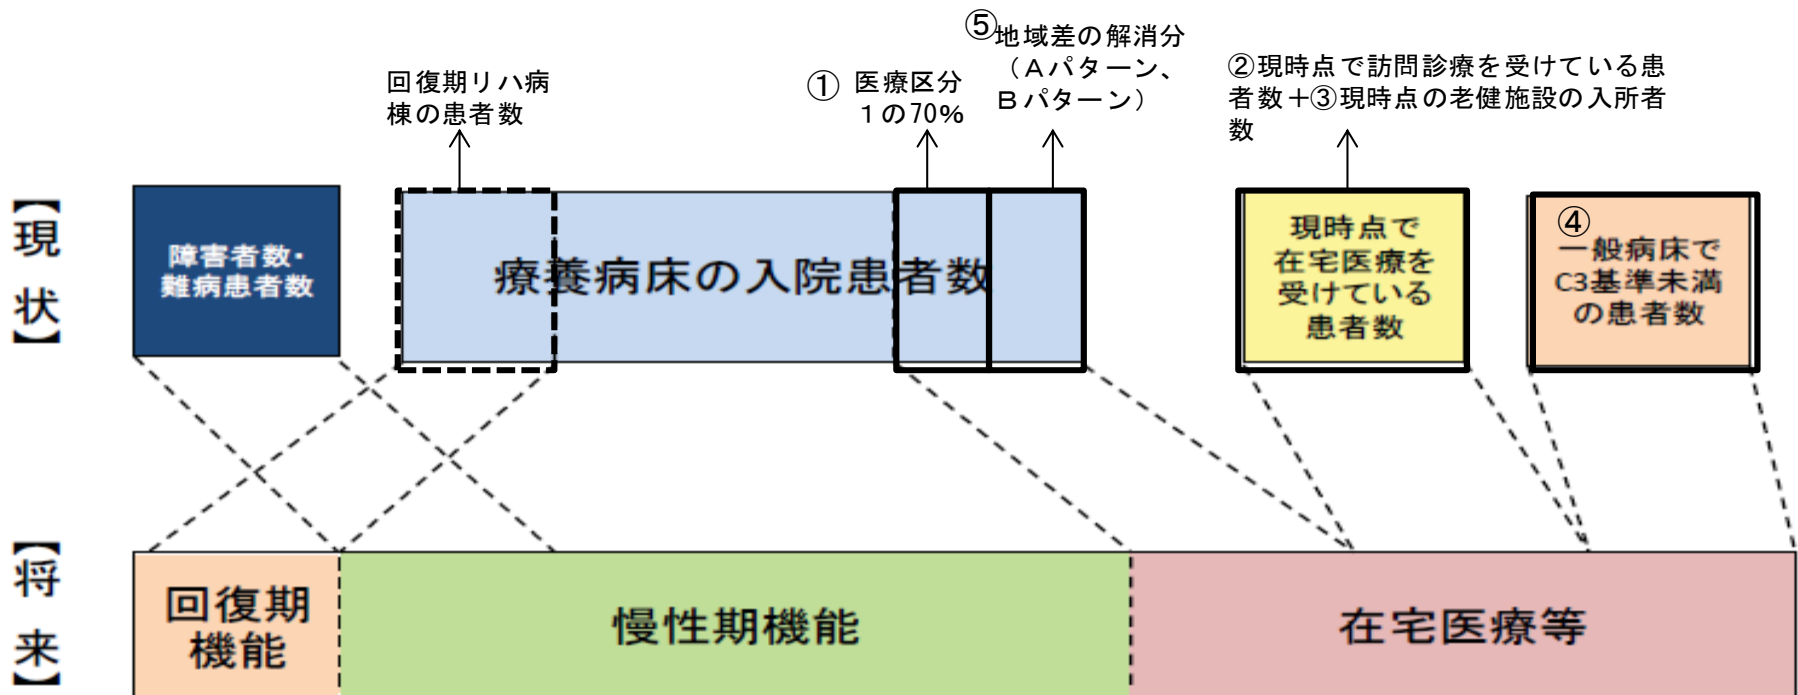 回復期リハ病
棟の患者数
① 医療区分
１の70%
⑤地域差の解消分
（Ａパターン、
Ｂパターン）
②現時点で訪問診療を受けている患
者数＋③現時点の老健施設の入所者
数
【現状】
障害者数・
難病患者数
療養病床の入院患者数
現時点で
在宅医療を
受けている
患者数
④
一般病床で
C3基準未満
の患者数
【将来】
回復期
機能
慢性期機能
在宅医療等